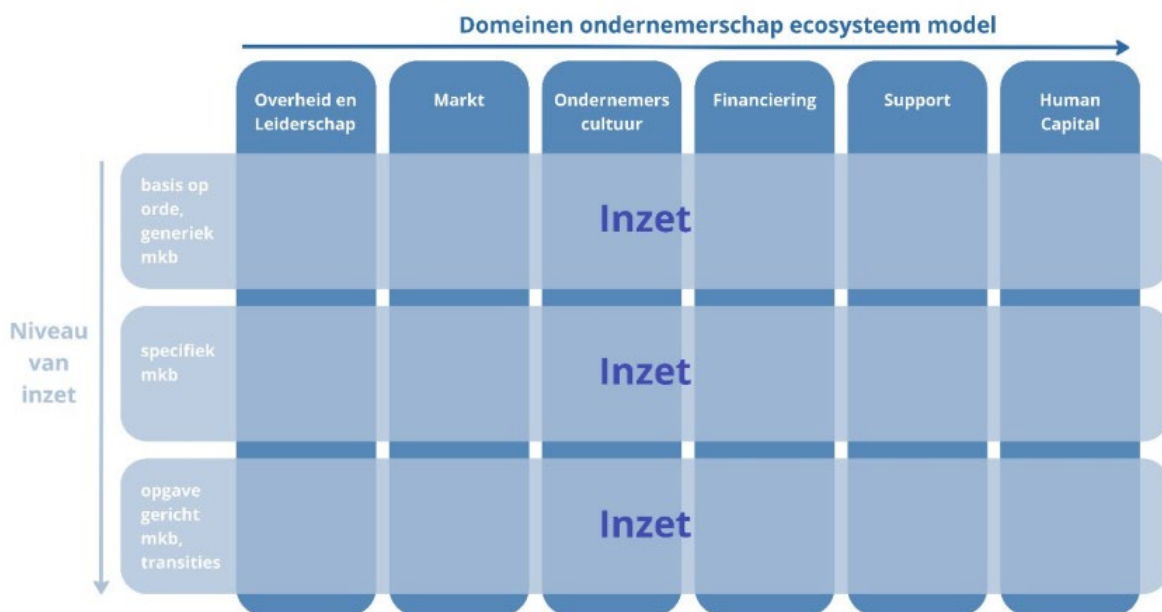 Domeinen ondernemerschap ecosysteem model
Overheid en
Leiderschap
Markt
Ondernemers
cultuur
Financiering
Support
Human
Capital
Niveau
van
inzet
basis op
orde,
generiek
mkb
Inzet
specifiek
mkb
Inzet
opgave
gericht
mkb,
transities
Inzet